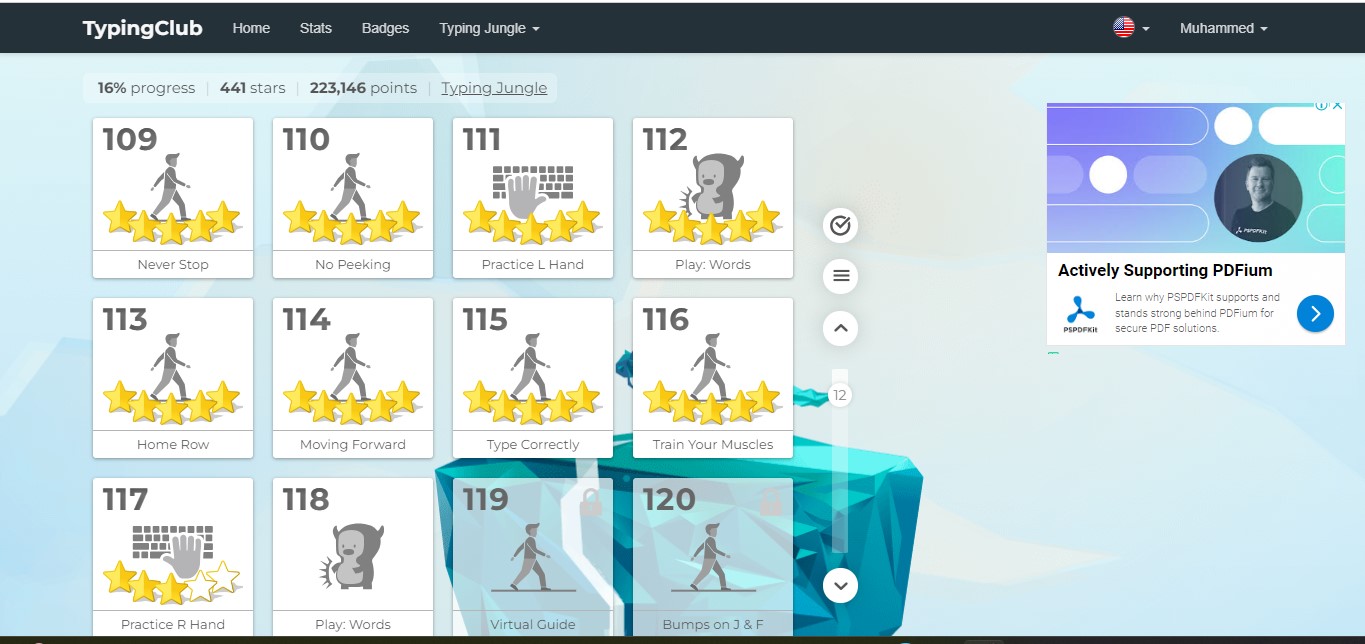 TypingClub Home Stats Badges Typing Jungle Muhammed
16% progress 441 stars 223,146 points Typing Jungle
109 110 111 112
Never Stop No Peeking Practice L Hand Play: Words
113 114 115 116
Home Row Moving Forward Type Correctly Train Your Muscles
12
117 118 119 120
Practice R Hand Play: Words Virtual Guide Bumps on J & F
PSPDFKit
Actively Supporting PDFium
Learn why PSPDFKit supports and
stands strong behind PDFium for
secure PDF solutions.
PSPDFKit